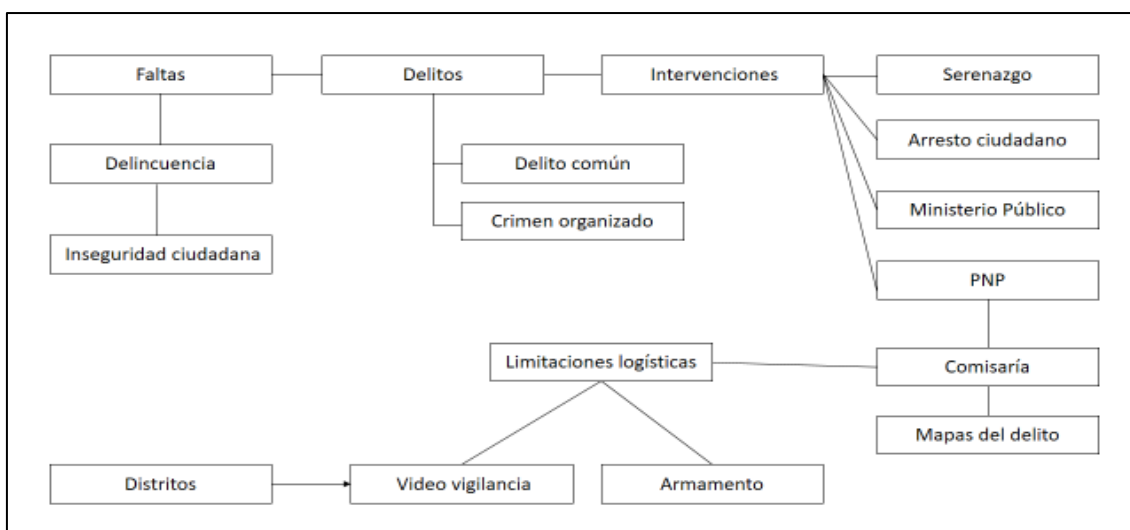 Faltas
Delitos
Intervenciones
Serenazgo
Delincuencia
Delito común
Arresto ciudadano
Crimen organizado
Ministerio Público
Inseguridad ciudadana
PNP
Limitaciones logísticas
Comisaría
Mapas del delito
Distritos
Video vigilancia
Armamento